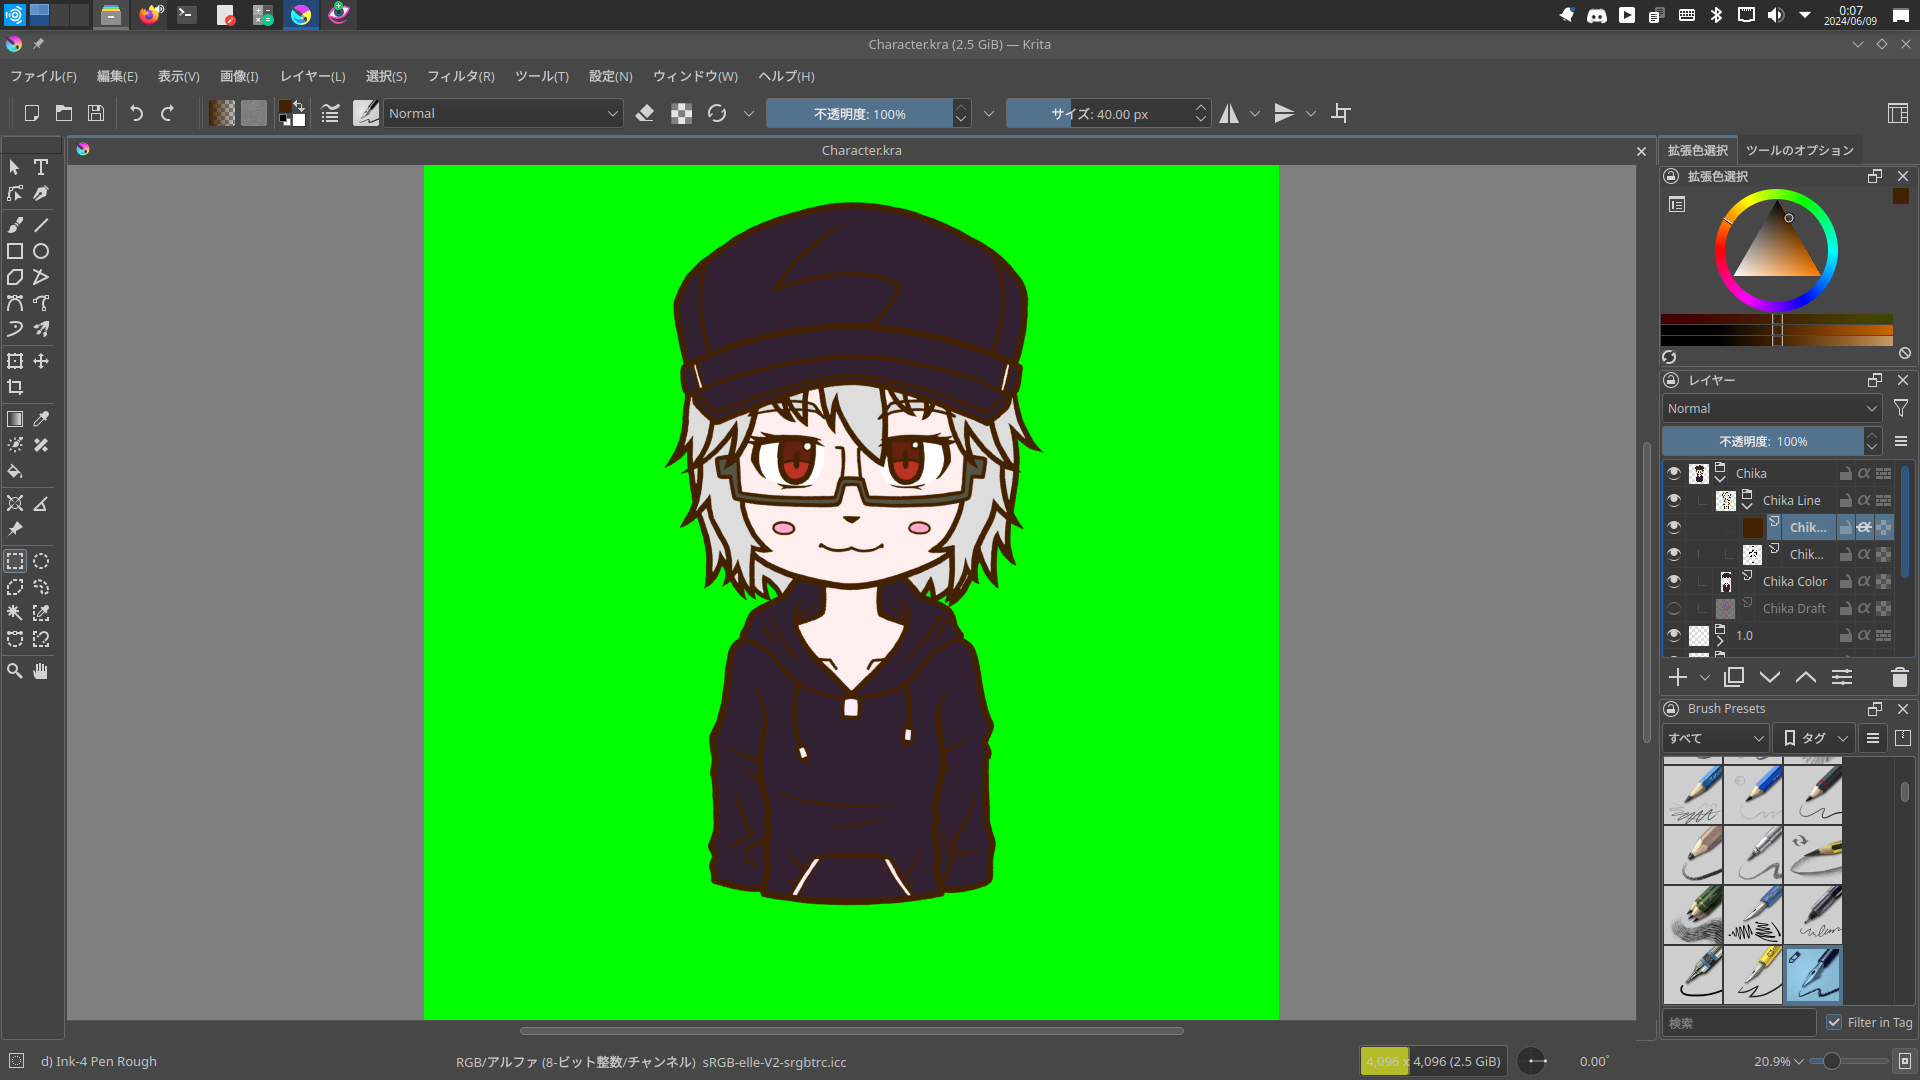 0:07
2024/06/09
Character.kra (2.5 GiB) — Krita
ファイル(F) 編集(E) 表示(V) 画像(I) レイヤー(L) 選択(S) フィルタ(R) ツール(T) 設定(N) ウィンドウ(W) ヘルプ(H)
Normal 不透明度: 100% サイズ: 40.00 px
Character.kra
拡張色選択 ツールのオプション
拡張色選択
レイヤー
Normal
不透明度: 100%
Chika
Chika Line
Chik...
Chik...
Chika Color
Chika Draft
1.0
Brush Presets
すべて タグ
検索 Filter in Tag
d) Ink-4 Pen Rough RGB/アルファ (8-ビット整数/チャンネル) sRGB-elle-V2-srgbtrc.icc 4,096 x 4,096 (2.5 GiB) 0.00° 20.9%